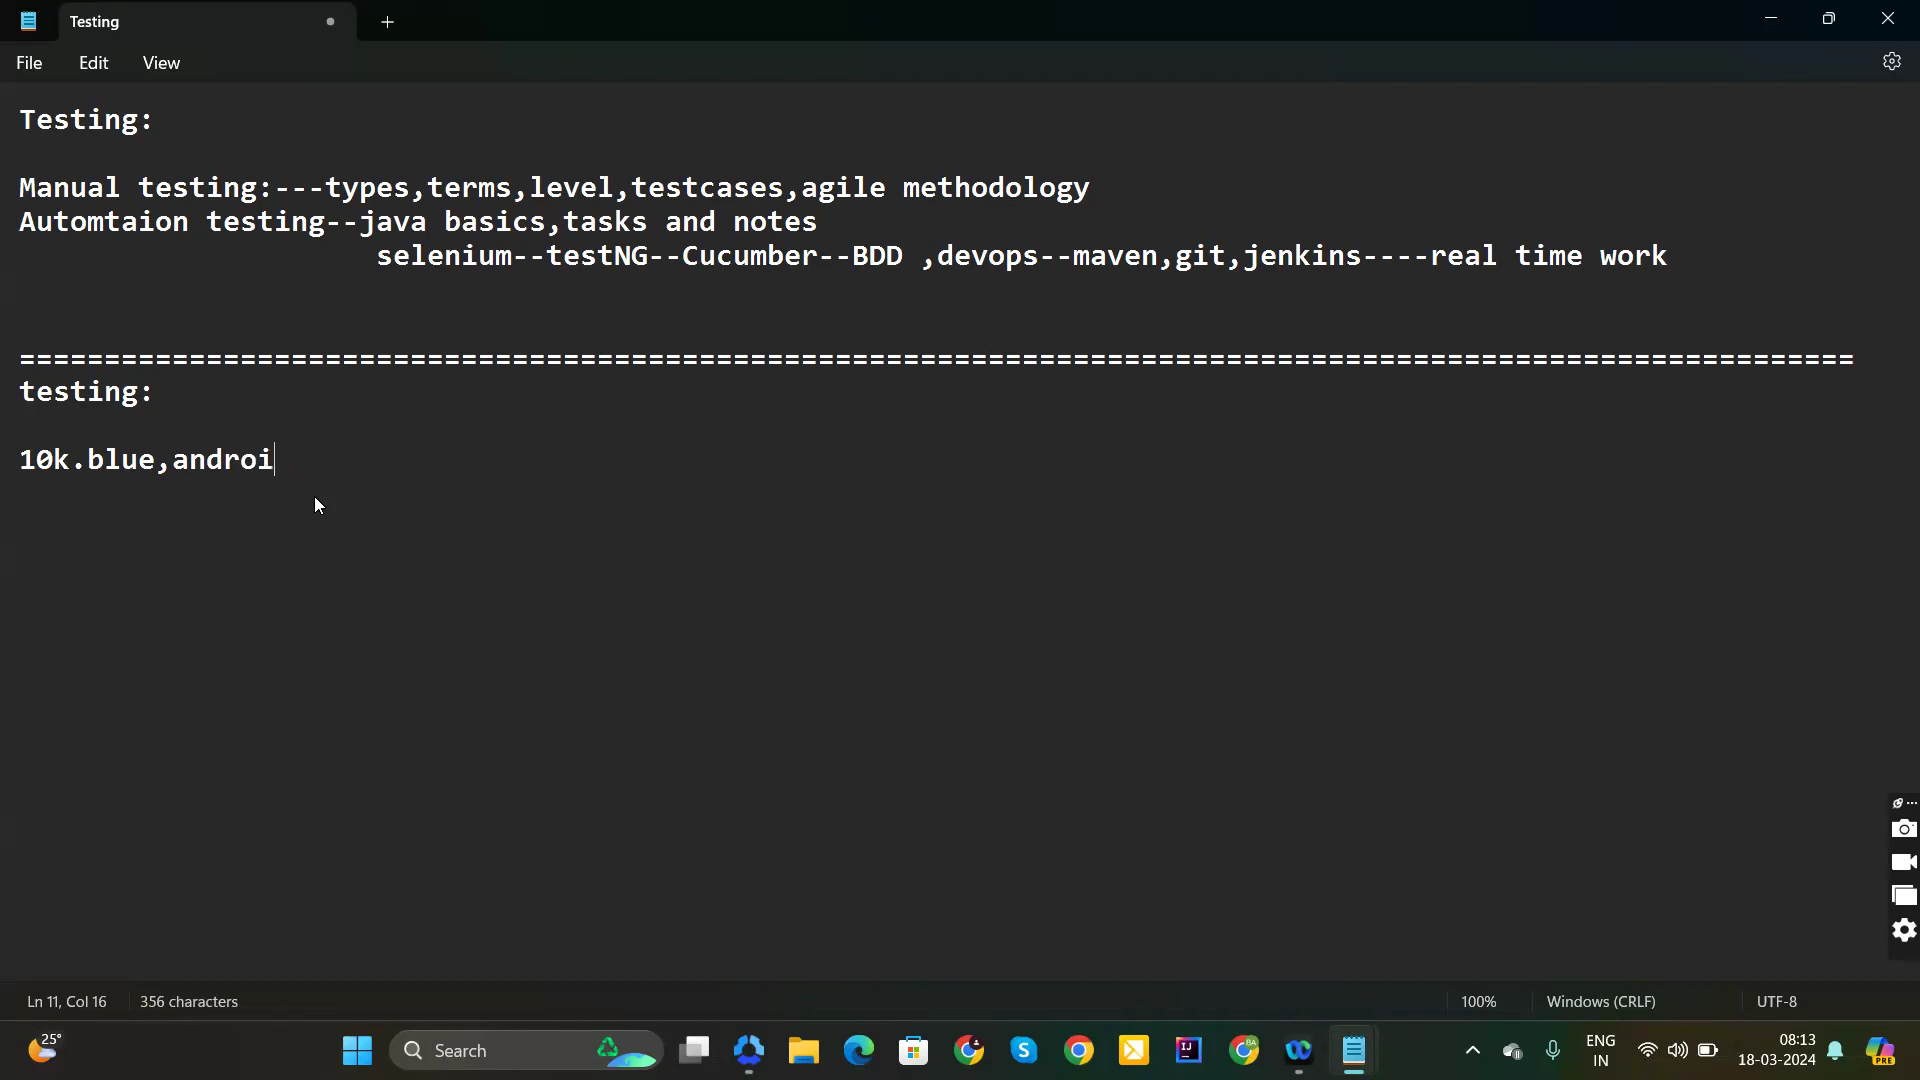 Testing
File Edit View
Testing:
Manual testing:---types,terms,level,testcases,agile methodology
Automtaion testing--java basics,tasks and notes
selenium--testNG--Cucumber--BDD ,devops--maven,git,jenkins----real time work
============================================================================================================
testing:
10k.blue,androi
Ln 11, Col 16 356 characters 100% Windows (CRLF) UTF-8
25° Search ENG IN 08:13 18-03-2024